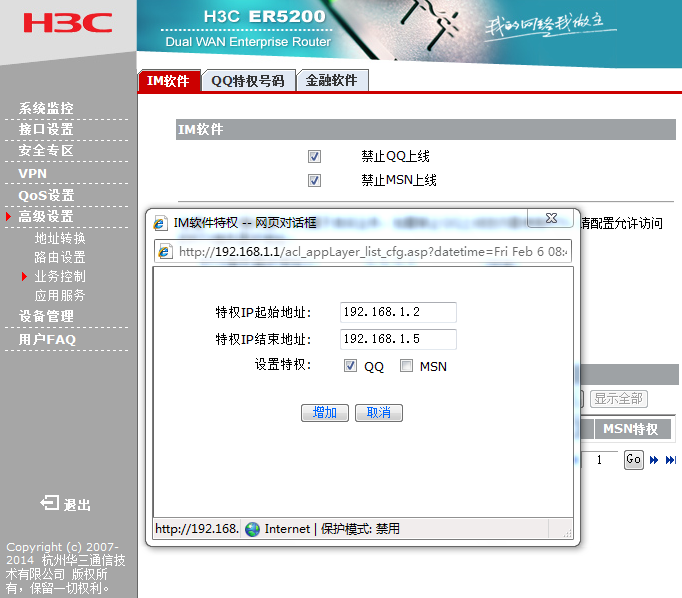 H3C
H3C ER5200
Dual WAN Enterprise Router
我的网络我做主
IM软件
QQ特权号码
金融软件
系统监控
接口设置
安全专区
VPN
QoS设置
高级设置
地址转换
路由设置
业务控制
应用服务
设备管理
用户FAQ
退出
Copyright (c) 2007-
2014 杭州华三通信技
术有限公司 版权所
有，保留一切权利。
IM软件
禁止QQ上线
禁止MSN上线
请配置允许访问
IM软件特权 -- 网页对话框
http://192.168.1.1/acl_appLayer_list_cfg.asp?datetime=Fri Feb 6 08:4
特权IP起始地址: 192.168.1.2
特权IP结束地址: 192.168.1.5
设置特权: QQ MSN
增加 取消
http://192.168. Internet | 保护模式: 禁用
显示全部
MSN特权
1 Go